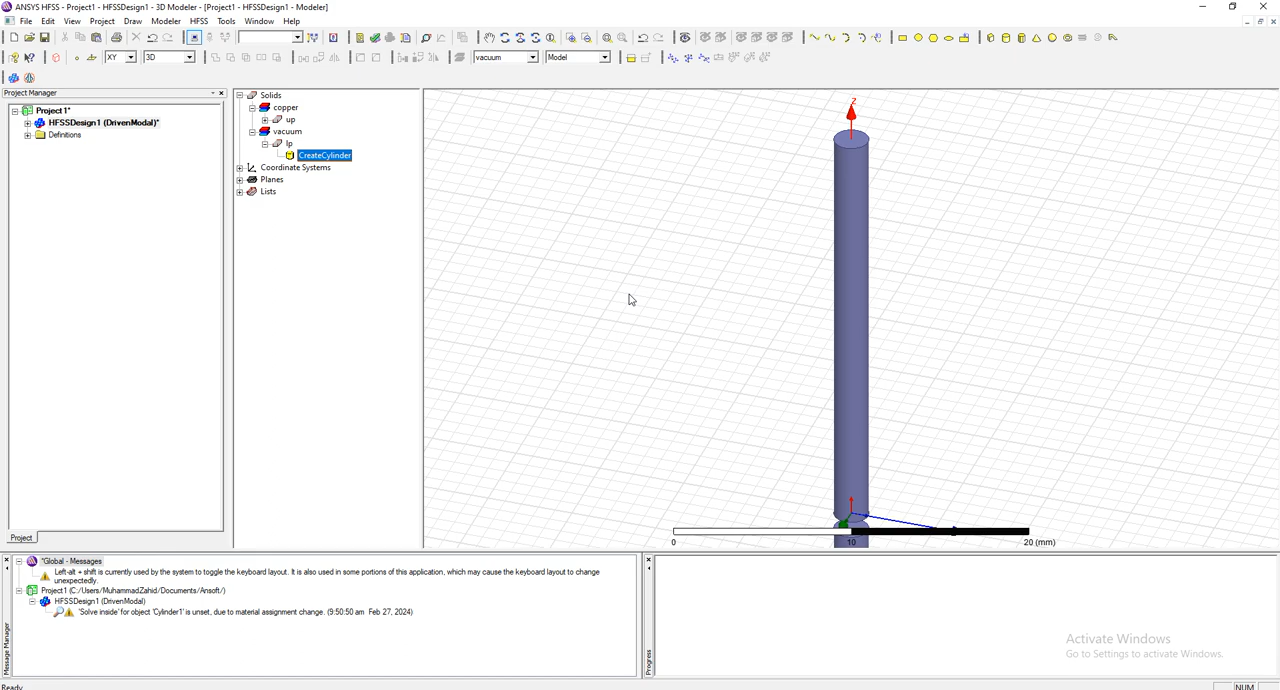 ANSYS HFSS - Project1 - HFSSDesign1 - 3D Modeler - [Project1 - HFSSDesign1 - Modeler]
File Edit View Project Draw Modeler HFSS Tools Window Help
XY 3D vacuum Model
Project Manager
Project1*
HFSSDesign1 (DrivenModal)*
Definitions
Project
Solids
copper
up
vacuum
lp
CreateCylinder
Coordinate Systems
Planes
Lists
Z
0 10 20 (mm)
Message Manager
*Global - Messages
Left-alt + shift is currently used by the system to toggle the keyboard layout. It is also used in some portions of this application, which may cause the keyboard layout to change
unexpectedly.
Project1 (C:/Users/MuhammadZahid/Documents/Ansoft/)
HFSSDesign1 (DrivenModal)
'Solve inside' for object 'Cylinder1' is unset, due to material assignment change. (9:50:50 am Feb 27, 2024)
Progress
Activate Windows
Go to Settings to activate Windows.
Ready
NUM